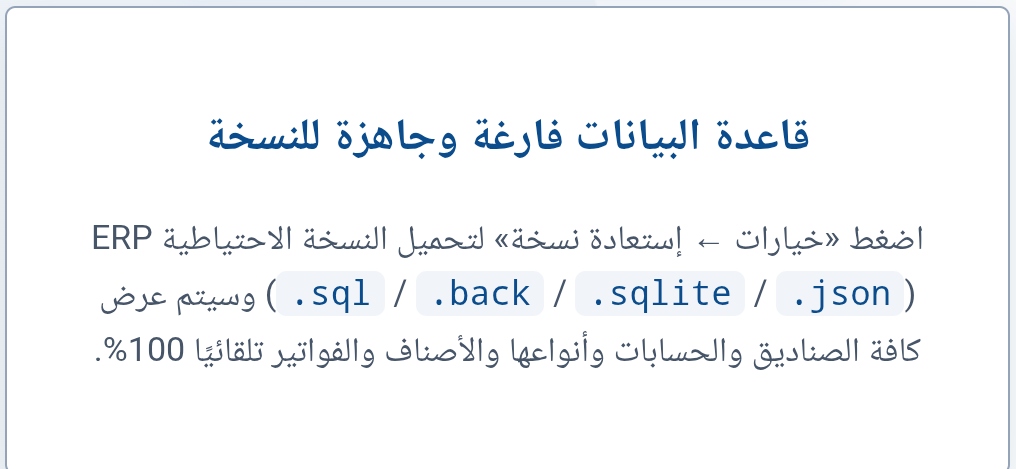 قاعدة البيانات فارغة وجاهزة للنسخة
اضغط «خيارات ← إستعادة نسخة» لتحميل النسخة الاحتياطية ERP
(.json / .sqlite / .back / .sql) وسيتم عرض
كافة الصناديق والحسابات وأنواعها والأصناف والفواتير تلقائيًا 100%.